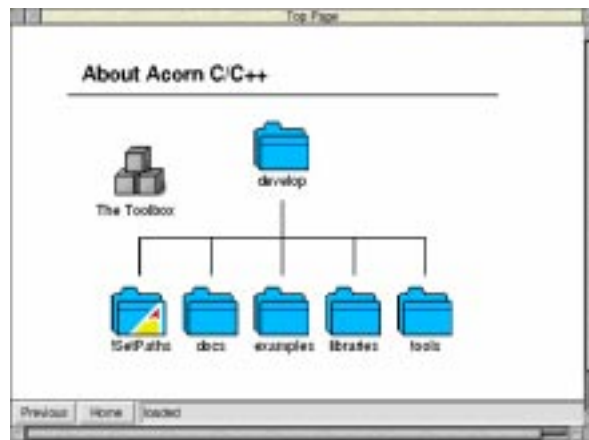 Top Page
About Acorn C/C++
develop
The Toolbox
!SetPaths docs examples libraries tools
Previous Home loaded